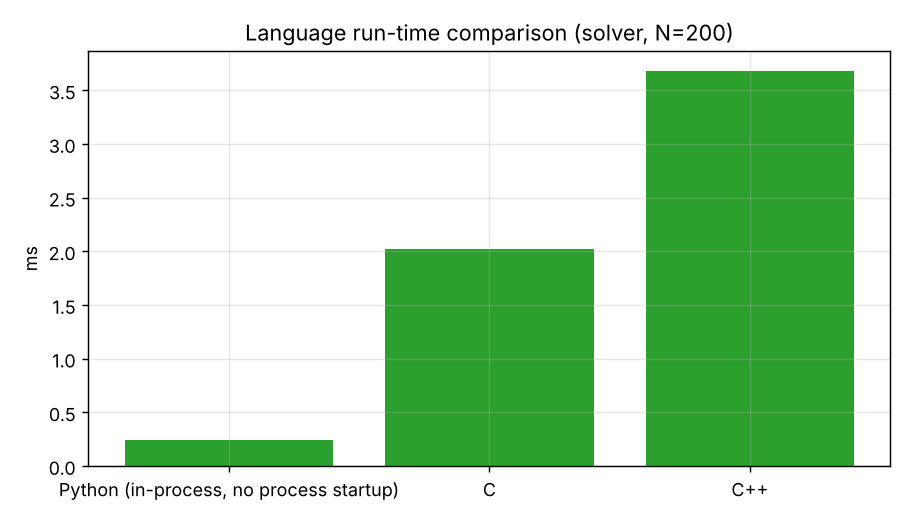 Language run-time comparison (solver, N=200)
3.5
3.0
2.5
2.0
1.5
1.0
0.5
0.0
ms
Python (in-process, no process startup)
C
C++